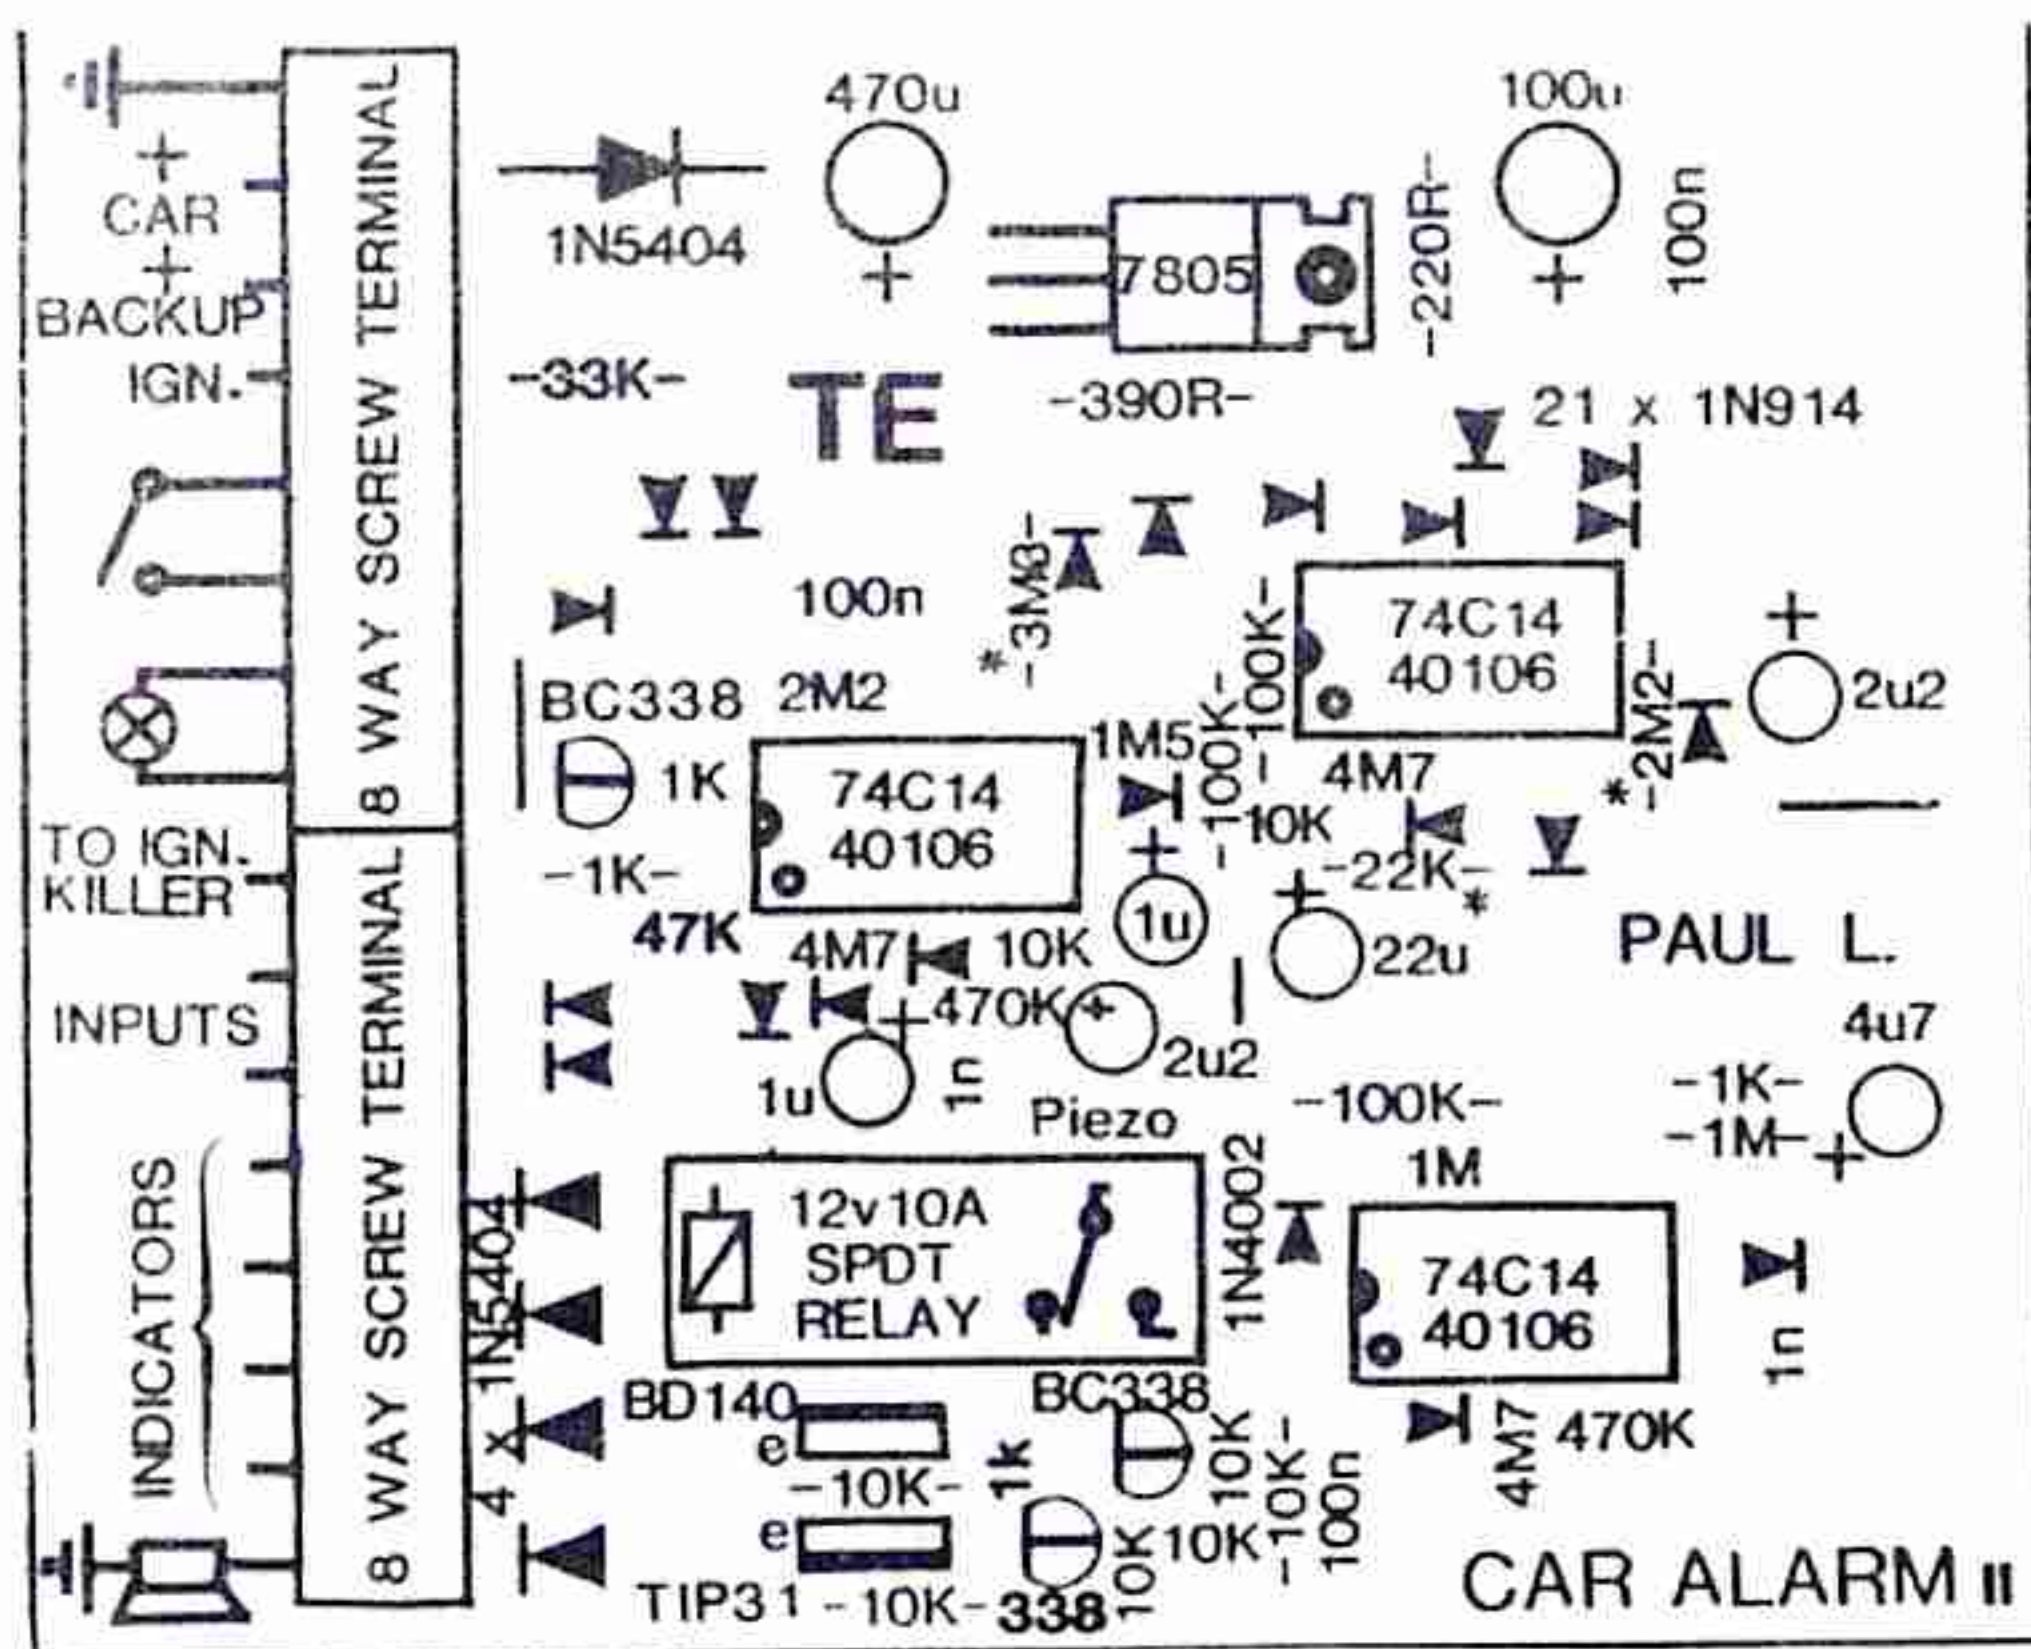 470u
100u
+
CAR
+
BACKUP
IGN.
8 WAY SCREW TERMINAL
1N5404
+
7805
-220R-
+
100n
-33K-
TE
-390R-
21 x 1N914
100n
*
-3M3-
-100K-
-100K-
74C14
40106
*
-2M2-
+
2u2
BC338
2M2
1M5
1K
74C14
40106
4M7
-10K
+
-1K-
+
-22K-
*
47K
1u
22u
PAUL L.
4M7
10K
TO IGN.
KILLER
INPUTS
8 WAY SCREW TERMINAL
+
470K
+
2u2
1u
1n
Piezo
-100K-
4u7
-1K-
-1M-
+
1M
INDICATORS
4 x 1N5404
12v10A
SPDT
RELAY
1N4002
74C14
40106
1n
BD140
e
BC338
-10K-
1k
10K
-10K-
100n
4M7
470K
e
10K
10K
TIP31
-10K-
338
CAR ALARM II